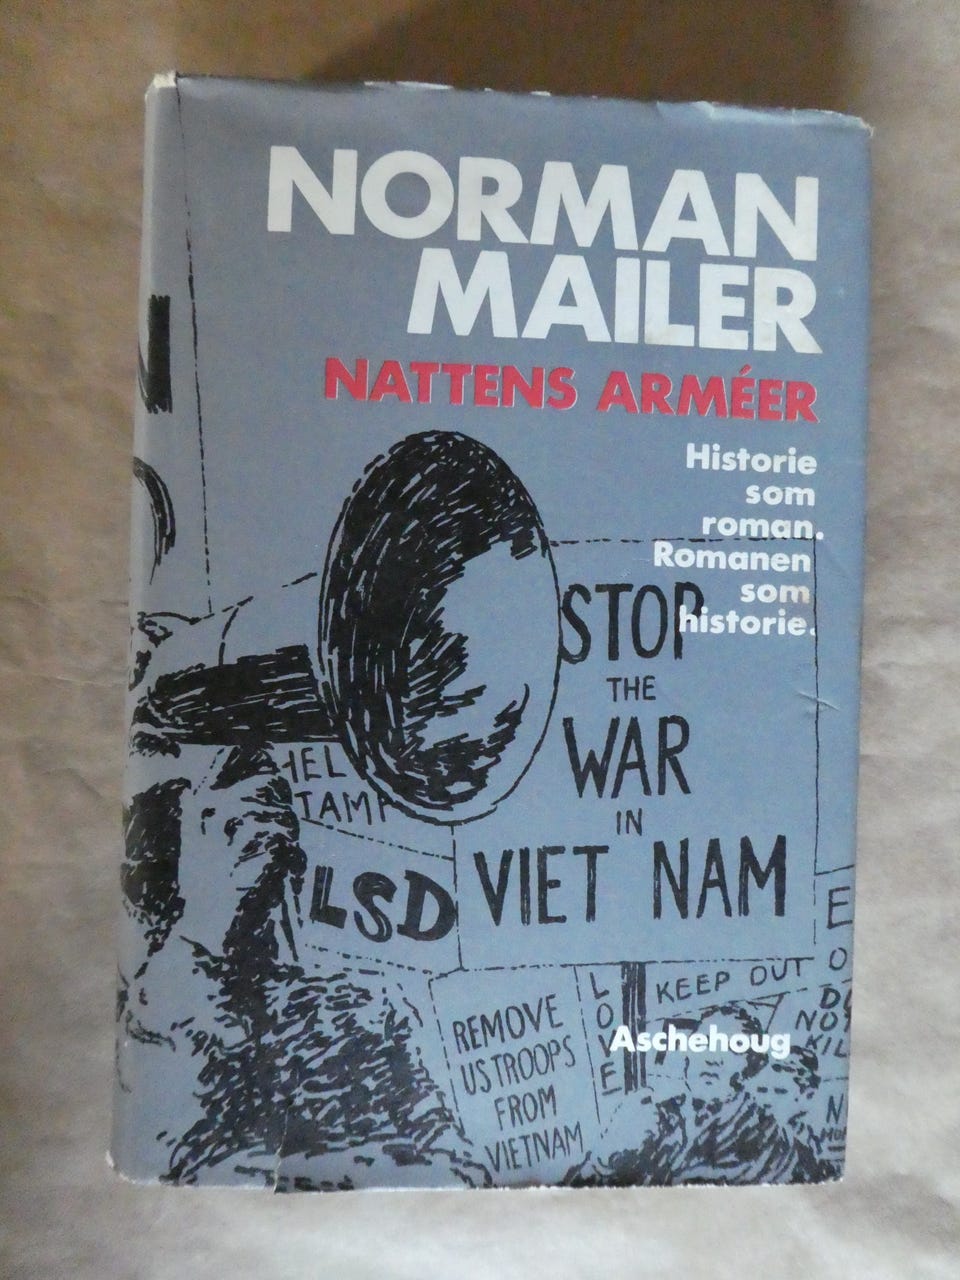 NORMAN
MAILER
NATTENS ARMÉER
Historie
som
roman.
Romanen
som
historie.
STOP
THE
WAR
IN
VIET NAM
LSD
REMOVE
US TROOPS
FROM
VIETNAM
LOVE
KEEP OUT
Aschehoug